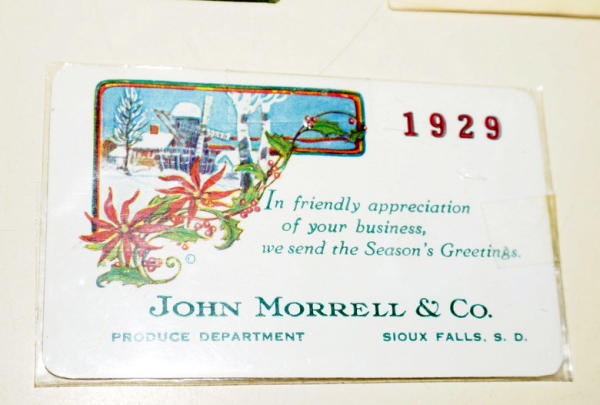 1929
In friendly appreciation
of your business,
we send the Season's Greetings.
©
JOHN MORRELL & CO.
PRODUCE DEPARTMENT SIOUX FALLS, S. D.